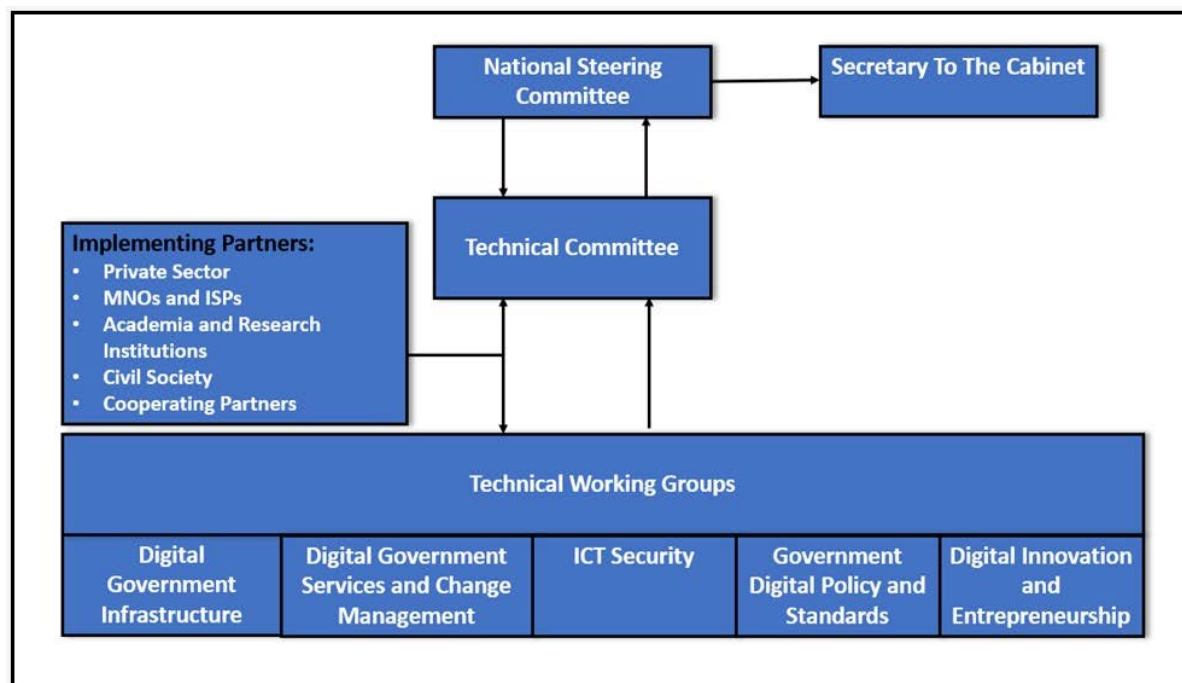 National Steering
Committee
Secretary To The Cabinet
Technical Committee
Implementing Partners:
• Private Sector
• MNOs and ISPs
• Academia and Research
Institutions
• Civil Society
• Cooperating Partners
Technical Working Groups
Digital
Government
Infrastructure
Digital Government
Services and Change
Management
ICT Security
Government
Digital Policy and
Standards
Digital Innovation
and
Entrepreneurship